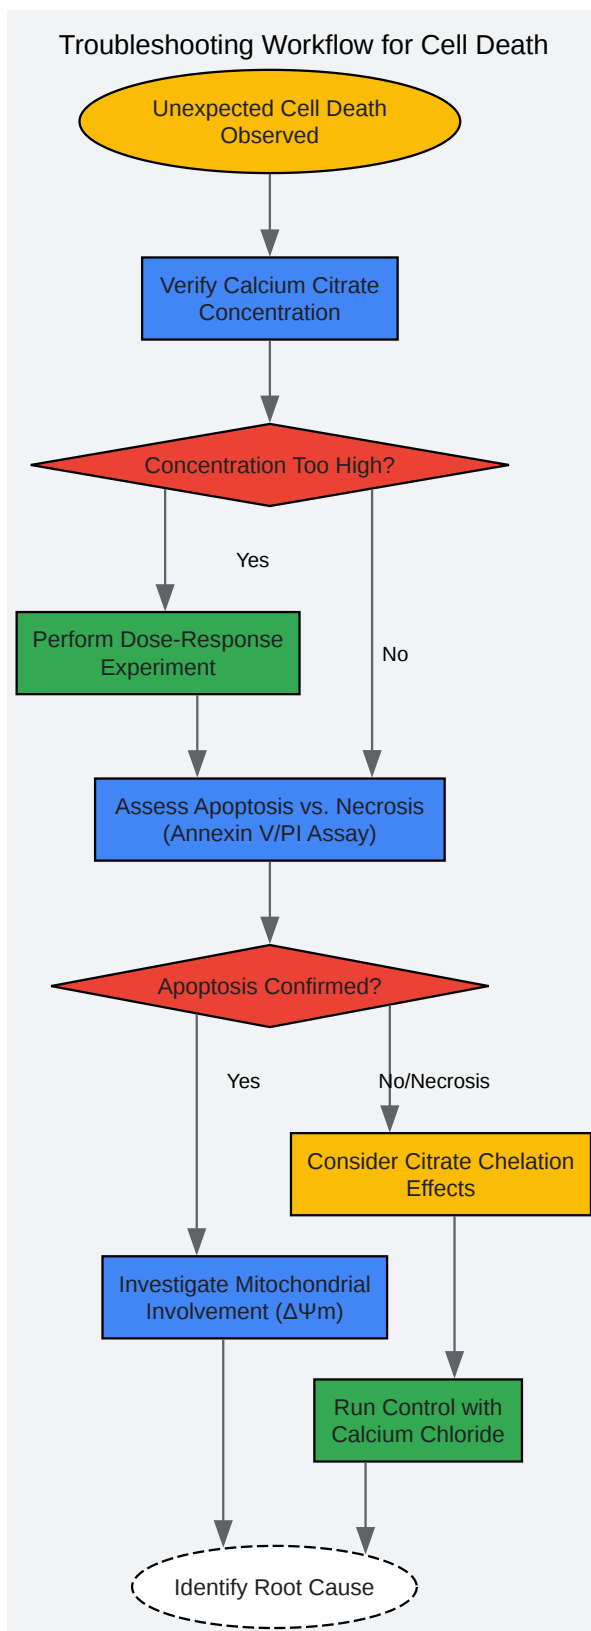 Troubleshooting Workflow for Cell Death
Unexpected Cell Death
Observed
Verify Calcium Citrate
Concentration
Concentration Too High?
Yes
Perform Dose-Response
Experiment
No
Assess Apoptosis vs. Necrosis
(Annexin V/PI Assay)
Apoptosis Confirmed?
Yes
No/Necrosis
Consider Citrate Chelation
Effects
Investigate Mitochondrial
Involvement (ΔΨm)
Run Control with
Calcium Chloride
Identify Root Cause